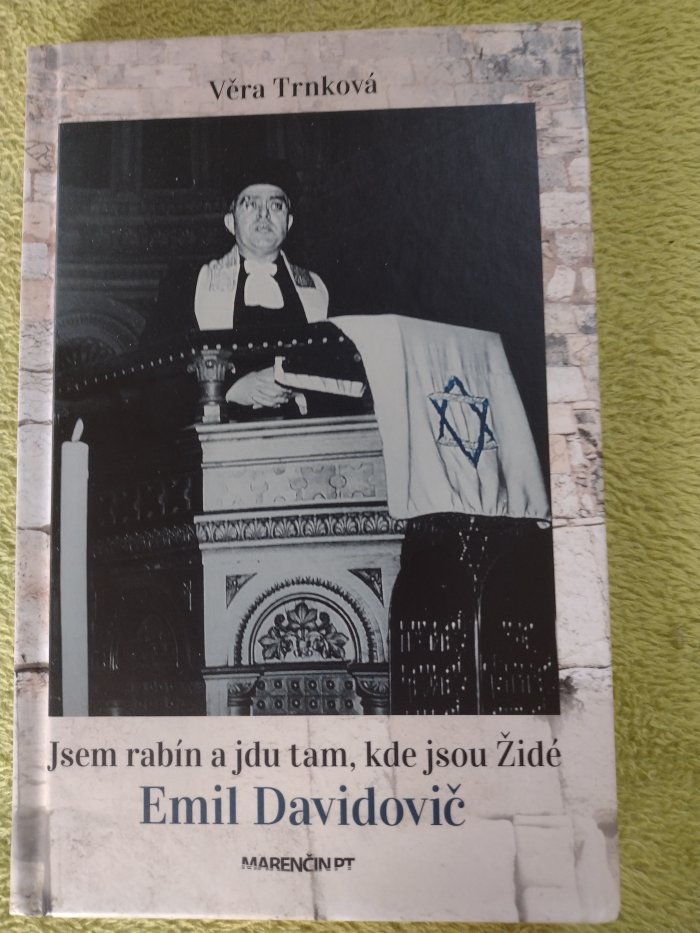 Věra Trnková
Jsem rabín a jdu tam, kde jsou Židé
Emil Davidovič
MARENČIN PT